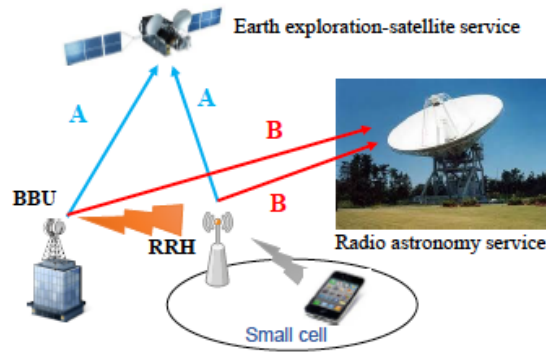 Earth exploration-satellite service
A
A
B
BBU
B
RRH
Radio astronomy service
Small cell